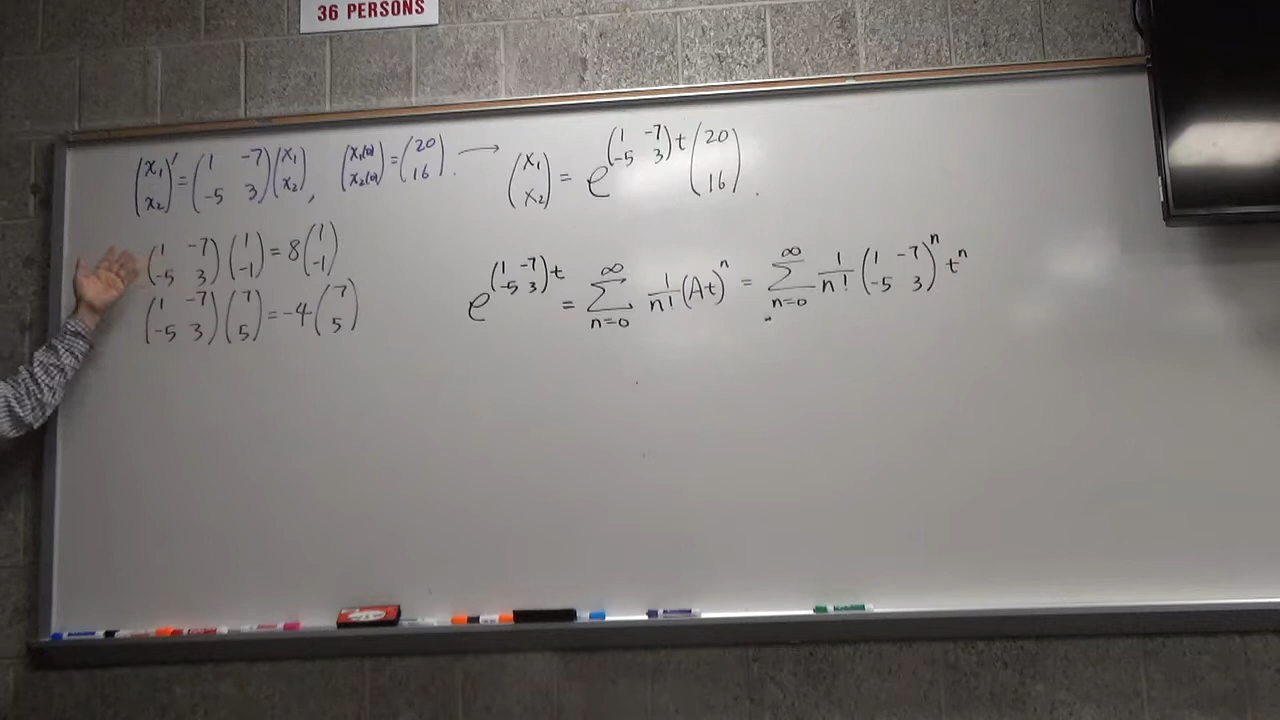 36 PERSONS
(x₁ x₂)' = (1 -7; -5 3)(x₁ x₂), (x₁(0) x₂(0)) = (20 16). → (x₁ x₂) = e^{(1 -7; -5 3)t} (20 16).
(1 -7; -5 3)(1 -1) = 8(1 -1)
(1 -7; -5 3)(7 5) = -4(7 5)
e^{(1 -7; -5 3)t} = ∑_{n=0}^{∞} 1/n! (At)^n = ∑_{n=0}^{∞} 1/n! (1 -7; -5 3)^n t^n